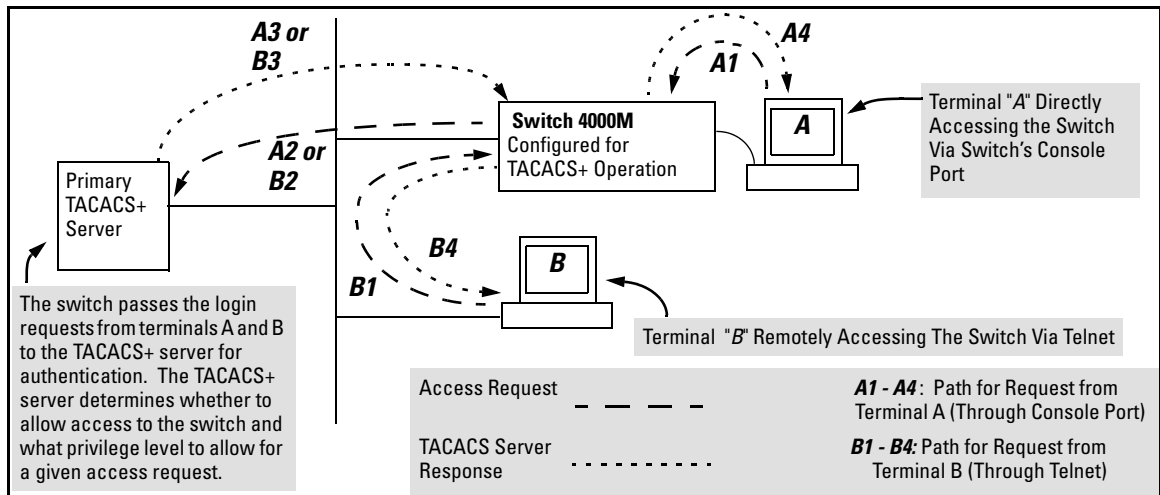 A3 or
B3
A4
A1
Switch 4000M
Configured for
TACACS+ Operation
A
Terminal "A" Directly
Accessing the Switch
Via Switch's Console
Port
A2 or
B2
Primary
TACACS+
Server
B4
B1
B
Terminal "B" Remotely Accessing The Switch Via Telnet
The switch passes the login
requests from terminals A and B
to the TACACS+ server for
authentication. The TACACS+
server determines whether to
allow access to the switch and
what privilege level to allow for
a given access request.
Access Request
A1 - A4 : Path for Request from
Terminal A (Through Console Port)
TACACS Server
Response
B1 - B4: Path for Request from
Terminal B (Through Telnet)